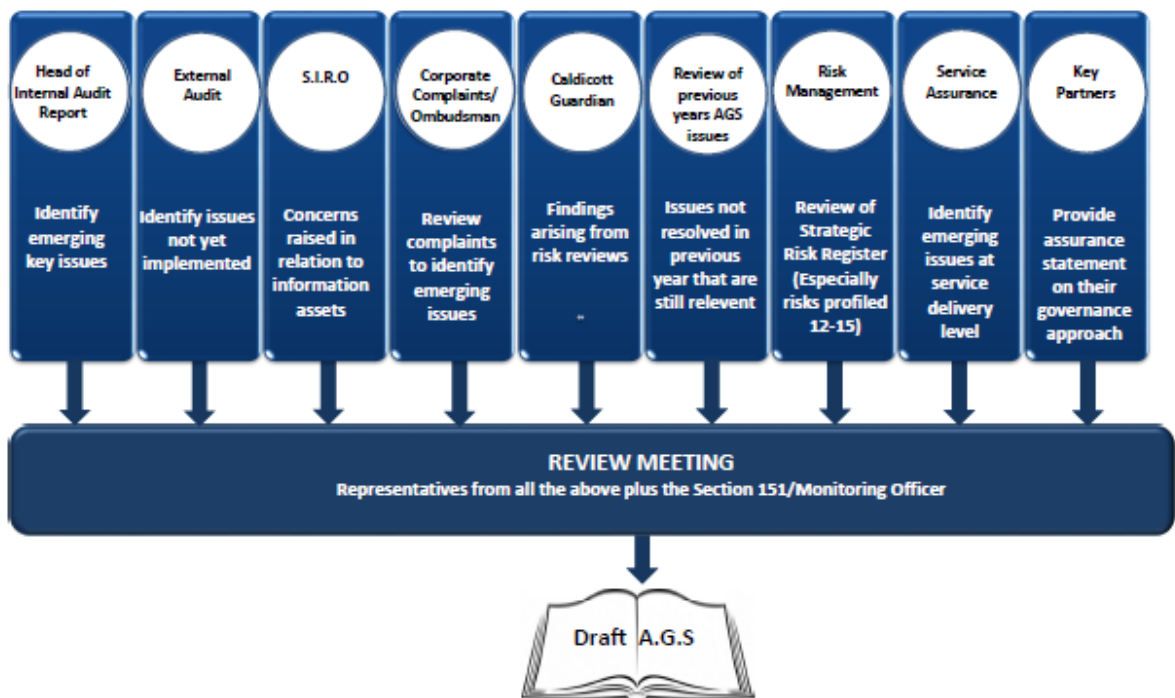 Head of
Internal Audit
Report
External
Audit
S.I.R.O
Corporate
Complaints/
Ombudsman
Caldicott
Guardian
Review of
previous
years AGS
issues
Risk
Management
Service
Assurance
Key
Partners
Identify
emerging
key issues
Identify issues
not yet
implemented
Concerns
raised in
relation to
information
assets
Review
complaints
to identify
emerging
issues
Findings
arising from
risk reviews
Issues not
resolved in
previous
year that are
still relevent
Review of
Strategic
Risk Register
(Especially
risks profiled
12-15)
Identify
emerging
issues at
service
delivery
level
Provide
assurance
statement
on their
governance
approach
REVIEW MEETING
Representatives from all the above plus the Section 151/Monitoring Officer
Draft A.G.S